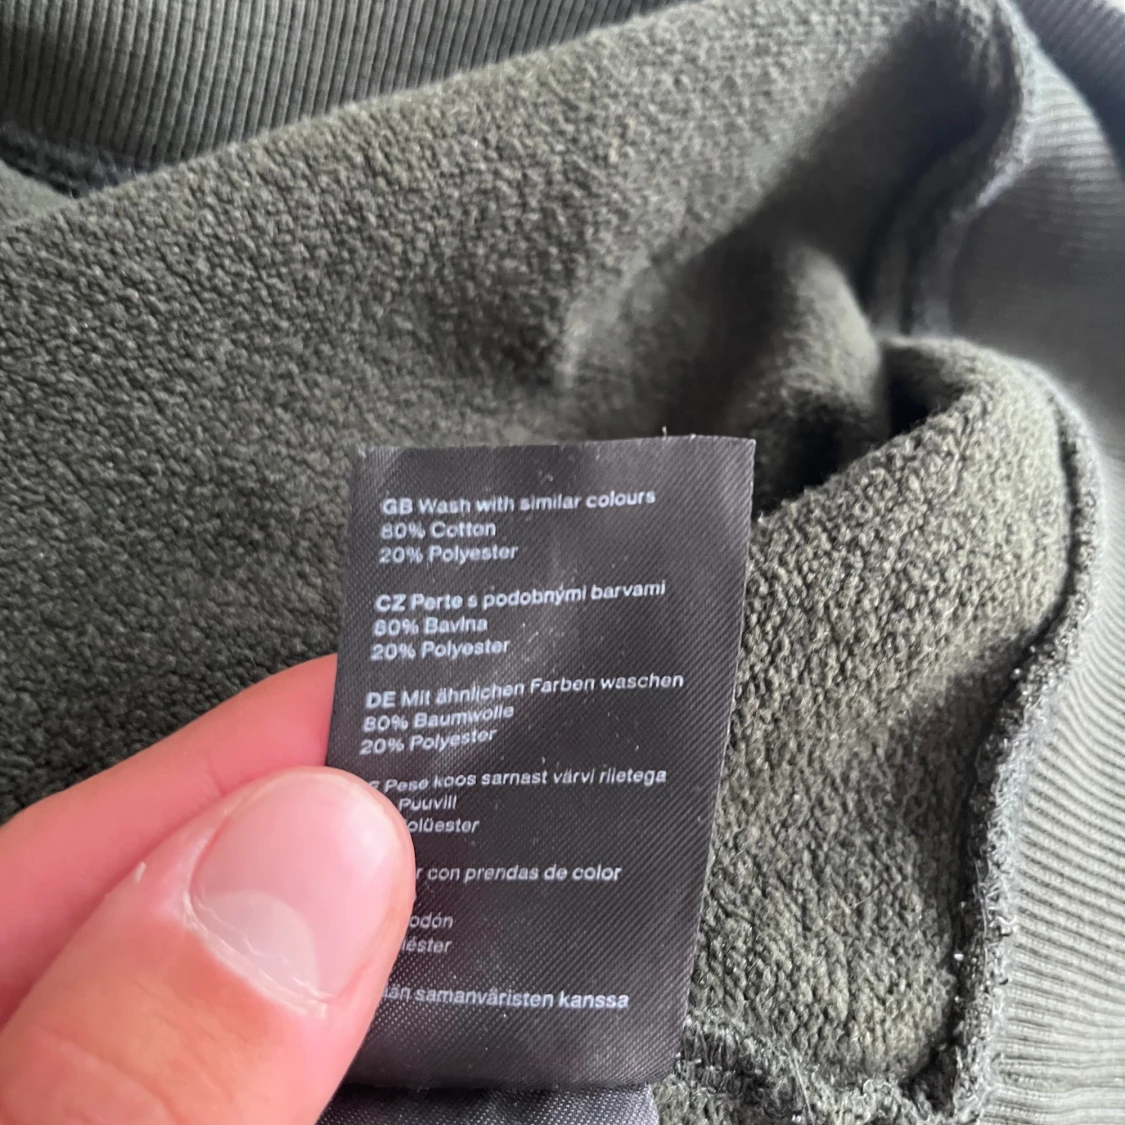 GB Wash with similar colours
80% Cotton
20% Polyester
CZ Perte s podobnými barvami
80% Bavlna
20% Polyester
DE Mit ähnlichen Farben waschen
80% Baumwolle
20% Polyester
Pese koos sarnast värvi riietega
Puuvill
olüester
r con prendas de color
odón
iéster
än samanväristen kanssa